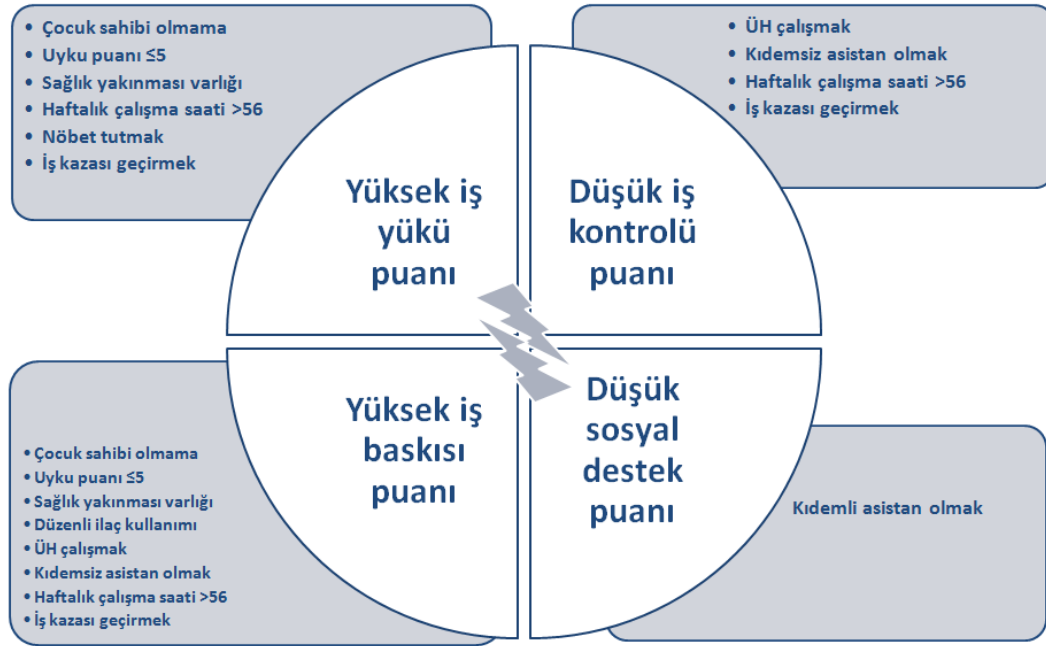 • Çocuk sahibi olmama
• Uyku puanı ≤5
• Sağlık yakınması varlığı
• Haftalık çalışma saati >56
• Nöbet tutmak
• İş kazası geçirmek
Yüksek iş
yükü
puanı
• ÜH çalışmak
• Kıdemsiz asistan olmak
• Haftalık çalışma saati >56
• İş kazası geçirmek
Düşük iş
kontrolü
puanı
• Çocuk sahibi olmama
• Uyku puanı ≤5
• Sağlık yakınması varlığı
• Düzenli ilaç kullanımı
• ÜH çalışmak
• Kıdemsiz asistan olmak
• Haftalık çalışma saati >56
• İş kazası geçirmek
Yüksek iş
baskısı
puanı
Düşük
sosyal
destek
puanı
Kıdemli asistan olmak